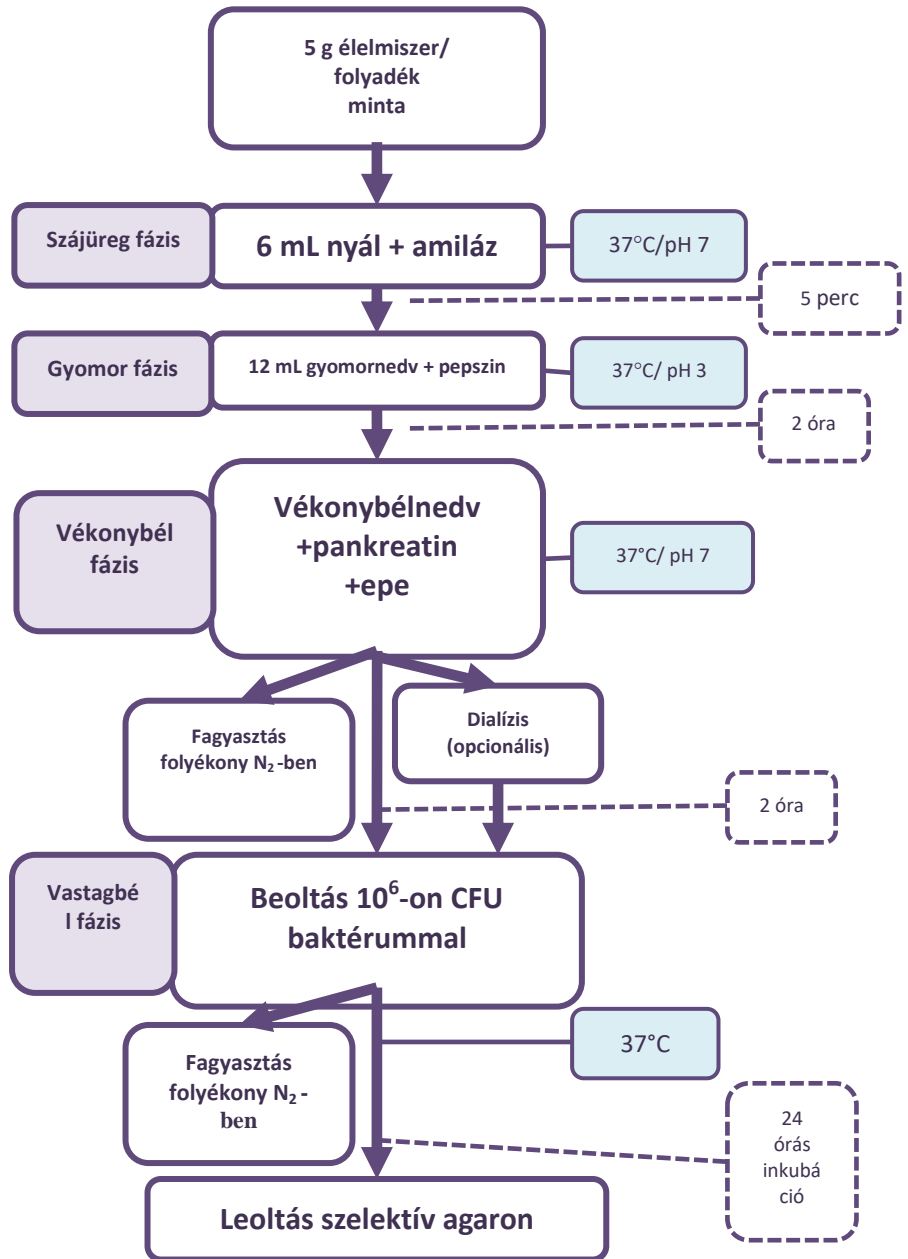 5 g élelmiszer/
folyadék
minta
Szájüreg fázis
6 mL nyál + amiláz
37°C/pH 7
5 perc
Gyomor fázis
12 mL gyomornedv + pepszin
37°C/ pH 3
2 óra
Vékonybél
fázis
Vékonybélnedv
+pankreatin
+epe
37°C/ pH 7
Fagyasztás
folyékony N₂-ben
Dialízis
(opcionális)
2 óra
Vastagbé
l fázis
Beoltás 10⁶-on CFU
baktérummal
Fagyasztás
folyékony N₂ -
ben
37°C
24
órás
inkubá
ció
Leoltás szelektív agaron